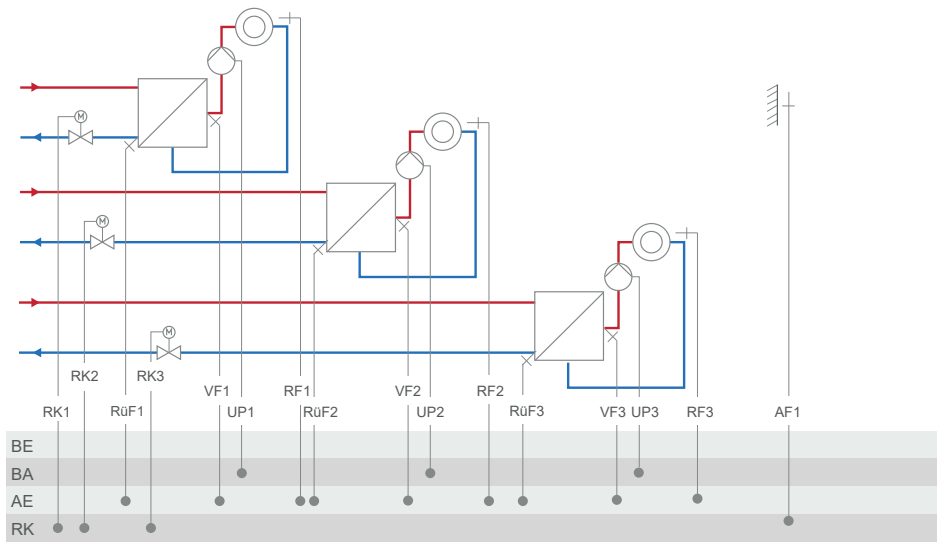 M
M
M
RK2
RK3
VF1
RF1
VF2
RF2
RK1
RüF1
UP1
RüF2
UP2
RüF3
VF3
UP3
RF3
AF1
BE
BA
AE
RK